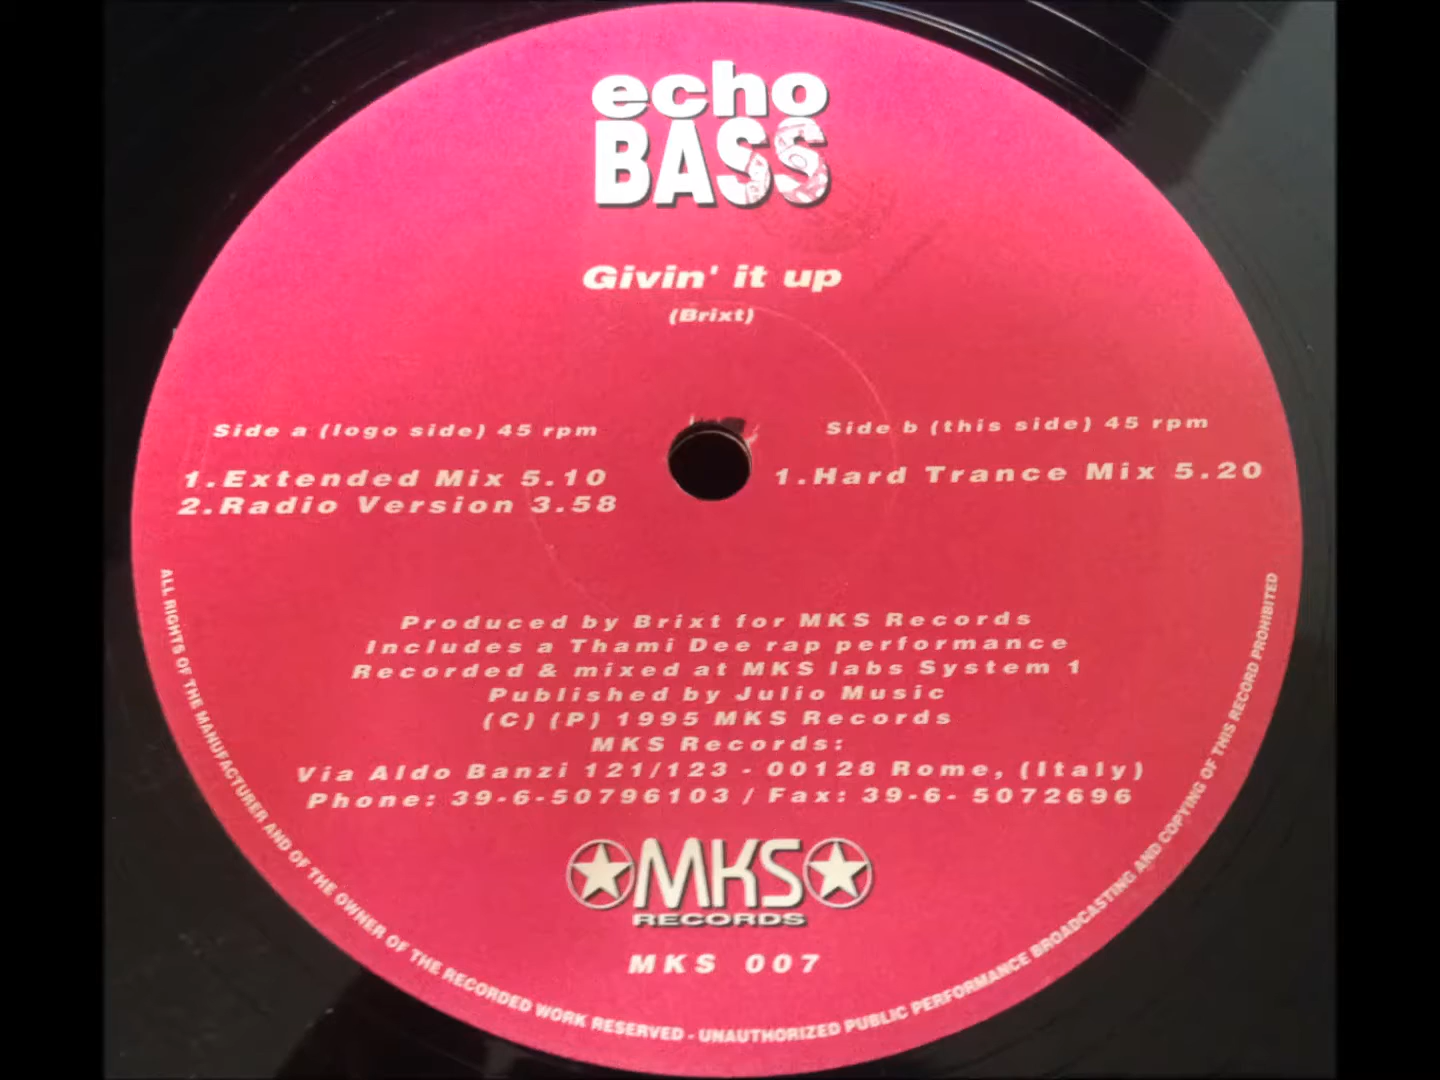 echo
BASS
Givin' it up
(Brixt)
Side a (logo side) 45 rpm
1.Extended Mix 5.10
2.Radio Version 3.58
Side b (this side) 45 rpm
1.Hard Trance Mix 5.20
Produced by Brixt for MKS Records
Includes a Thami Dee rap performance
Recorded & mixed at MKS labs System 1
Published by Julio Music
(C) (P) 1995 MKS Records
MKS Records:
Via Aldo Banzi 121/123 - 00128 Rome, (Italy)
Phone: 39-6-50796103 / Fax: 39-6- 5072696
MKS
RECORDS
MKS 007
ALL RIGHTS OF THE MANUFACTURER AND OF THE OWNER OF THE RECORDED WORK RESERVED - UNAUTHORIZED PUBLIC PERFORMANCE BROADCASTING AND COPYING OF THIS RECORD PROHIBITED